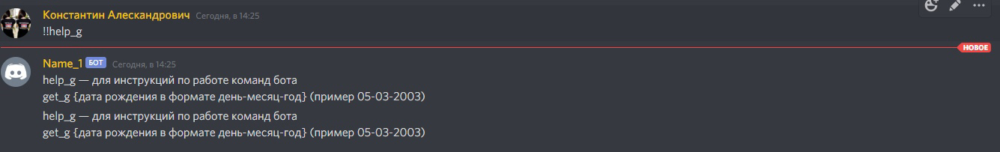 Константин Алескандрович Сегодня, в 14:25
!!help_g
НОВОЕ
Name_1 БОТ Сегодня, в 14:25
help_g — для инструкций по работе команд бота
get_g {дата рождения в формате день-месяц-год} (пример 05-03-2003)
help_g — для инструкций по работе команд бота
get_g {дата рождения в формате день-месяц-год} (пример 05-03-2003)